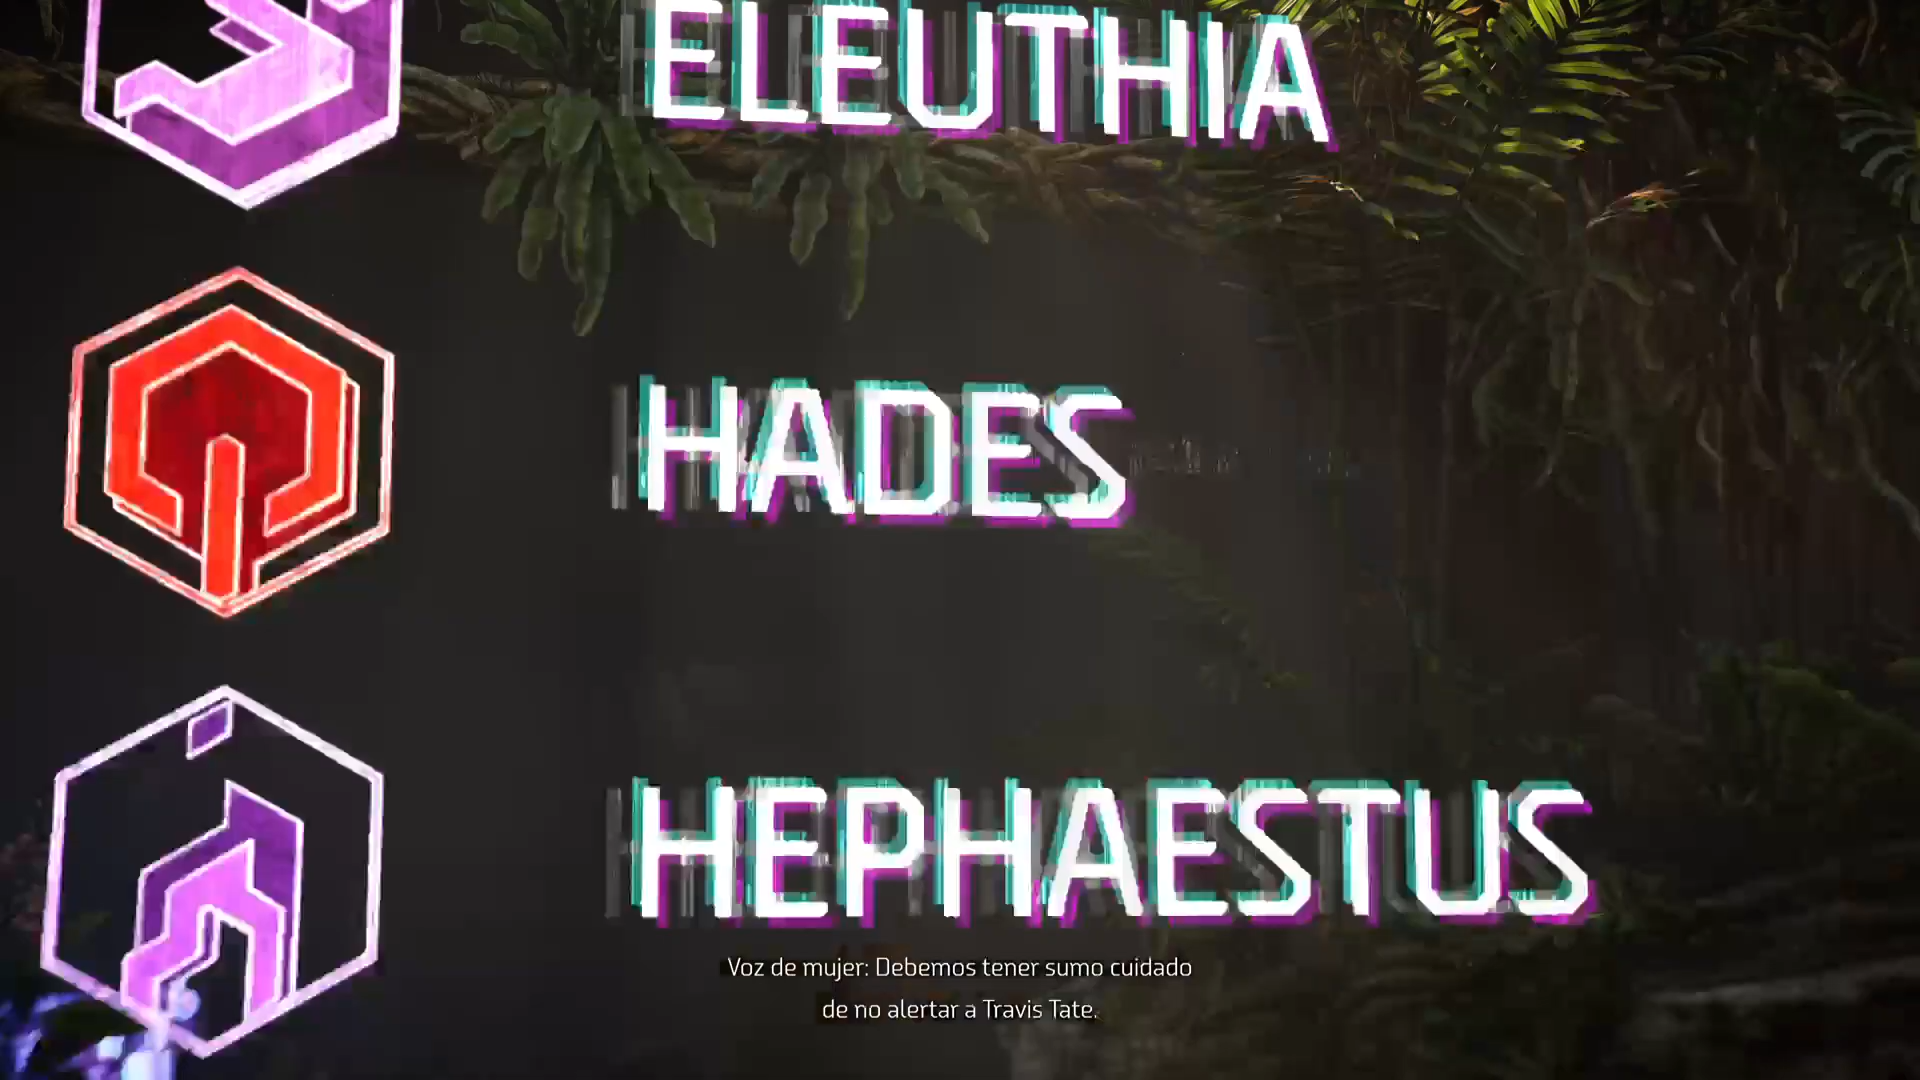 ELEUTHIA
HADES
HEPHAESTUS
Voz de mujer: Debemos tener sumo cuidado
de no alertar a Travis Tate.